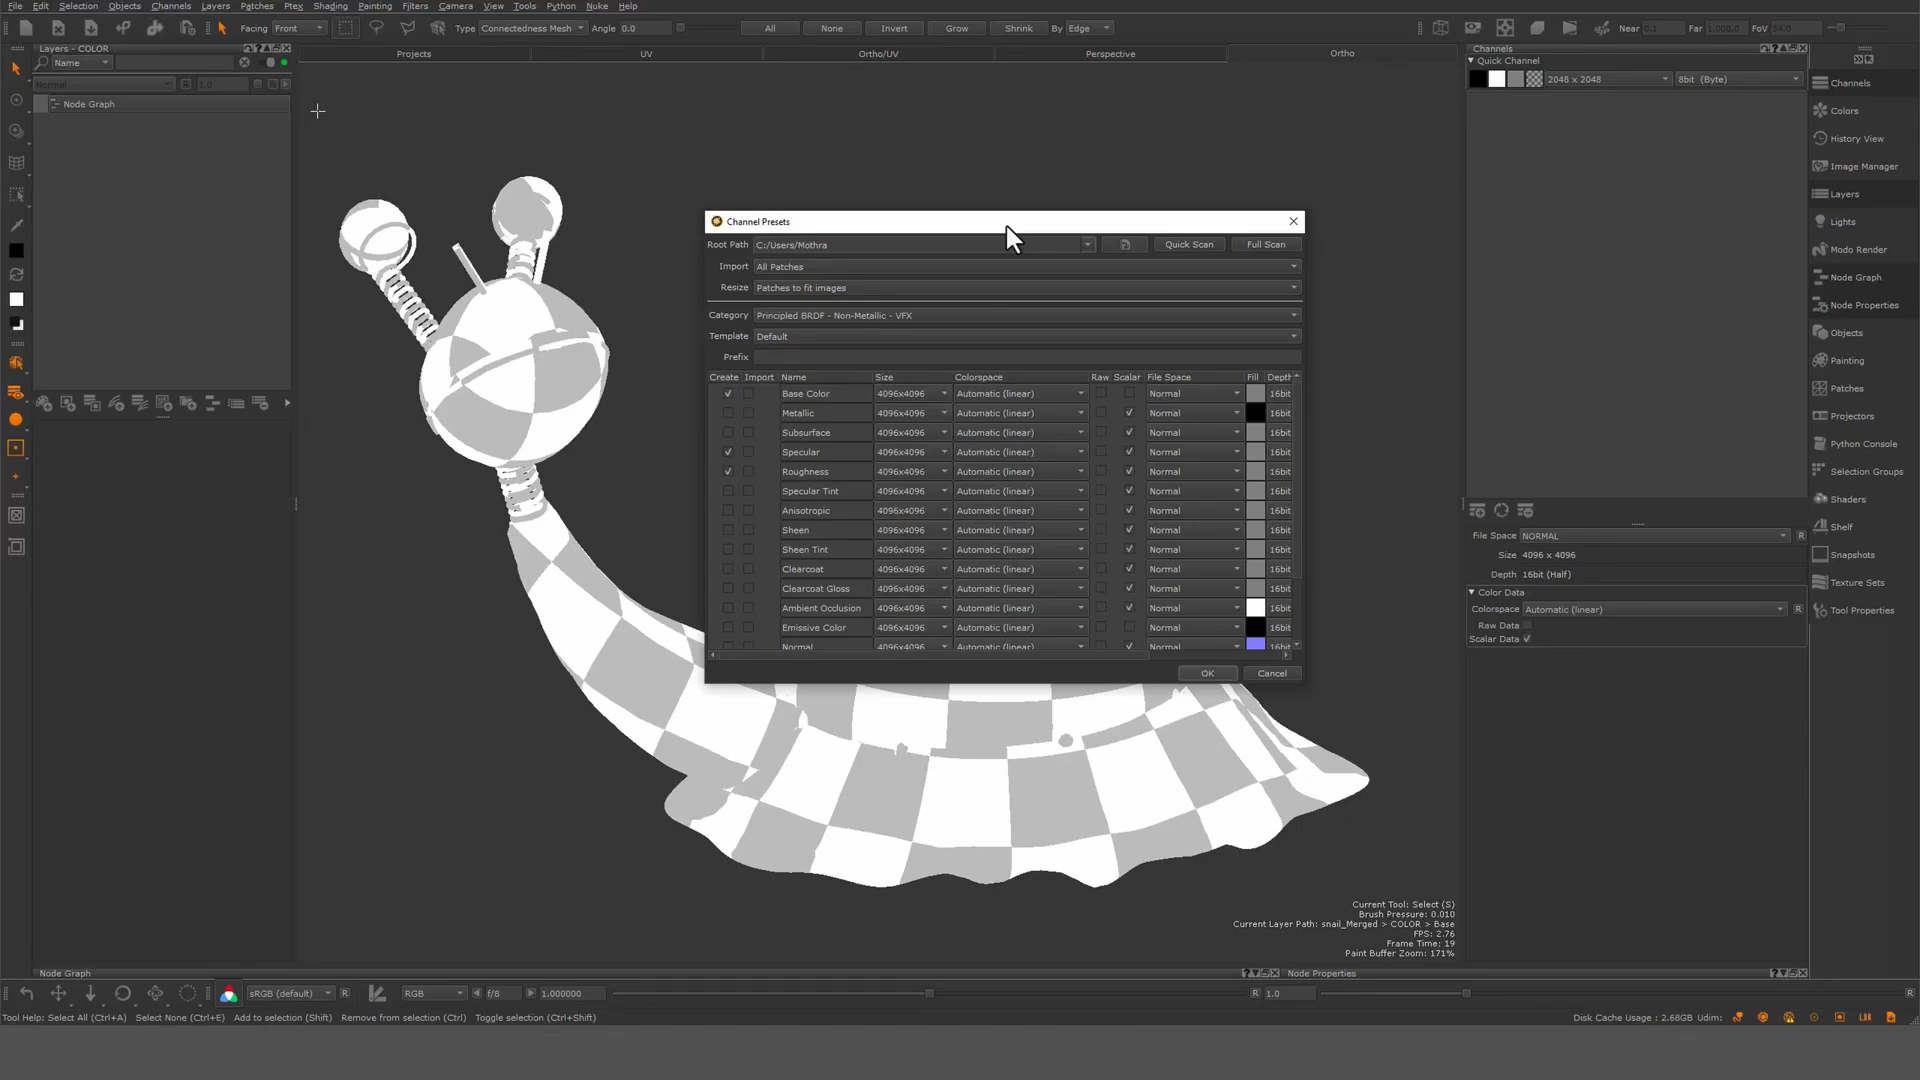 File Edit Selection Objects Channels Layers Patches Ptex Shading Painting Filters Camera View Tools Python Nuke Help
Facing Front Type Connectedness Mesh Angle 0.0 All None Invert Grow Shrink By Edge Near 0.1 Far 1000.0 FoV 24.0
Layers - COLOR
Name
Normal 1.0
Node Graph
Projects UV Ortho/UV Perspective Ortho
Channels
Quick Channel
2048 x 2048 8bit (Byte)
Channel Presets
Root Path C:/Users/Mothra Quick Scan Full Scan
Import All Patches
Resize Patches to fit images
Category Principled BRDF - Non-Metallic - VFX
Template Default
Prefix
Create Import Name Size Colorspace Raw Scalar File Space Fill Depth
Base Color 4096x4096 Automatic (linear) Normal 16bit
Metallic 4096x4096 Automatic (linear) Normal 16bit
Subsurface 4096x4096 Automatic (linear) Normal 16bit
Specular 4096x4096 Automatic (linear) Normal 16bit
Roughness 4096x4096 Automatic (linear) Normal 16bit
Specular Tint 4096x4096 Automatic (linear) Normal 16bit
Anisotropic 4096x4096 Automatic (linear) Normal 16bit
Sheen 4096x4096 Automatic (linear) Normal 16bit
Sheen Tint 4096x4096 Automatic (linear) Normal 16bit
Clearcoat 4096x4096 Automatic (linear) Normal 16bit
Clearcoat Gloss 4096x4096 Automatic (linear) Normal 16bit
Ambient Occlusion 4096x4096 Automatic (linear) Normal 16bit
Emissive Color 4096x4096 Automatic (linear) Normal 16bit
Normal 4096x4096 Automatic (linear) Normal 16bit
OK Cancel
File Space NORMAL R
Size 4096 x 4096
Depth 16bit (Half)
Color Data
Colorspace Automatic (linear) R
Raw Data
Scalar Data
Channels
Colors
History View
Image Manager
Layers
Lights
Modo Render
Node Graph
Node Properties
Objects
Painting
Patches
Projectors
Python Console
Selection Groups
Shaders
Shelf
Snapshots
Texture Sets
Tool Properties
Current Tool: Select (S)
Brush Pressure: 0.010
Current Layer Path: snail_Merged > COLOR > Base
FPS: 2.76
Frame Time: 19
Paint Buffer Zoom: 171%
Node Graph Node Properties
sRGB (default) R RGB f/8 1.000000 R 1.0 R
Tool Help: Select All (Ctrl+A) Select None (Ctrl+E) Add to selection (Shift) Remove from selection (Ctrl) Toggle selection (Ctrl+Shift) Disk Cache Usage : 2.68GB Udim: